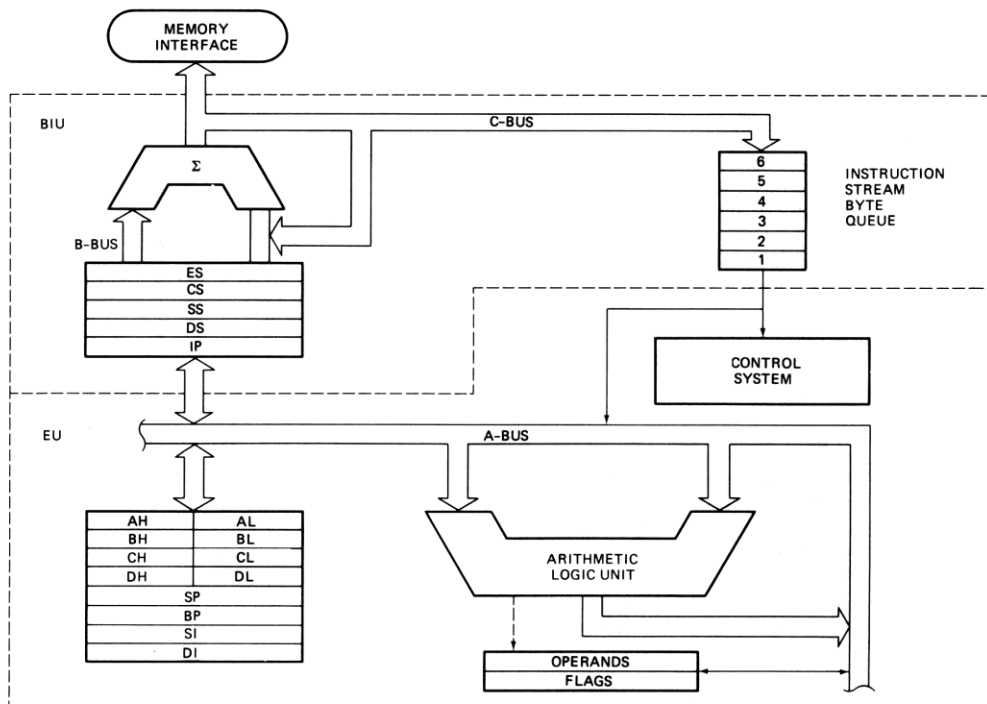 MEMORY
INTERFACE
BIU
C-BUS
Σ
6
5
4
3
2
1
INSTRUCTION
STREAM
BYTE
QUEUE
B-BUS
ES
CS
SS
DS
IP
CONTROL
SYSTEM
EU
A-BUS
AH AL
BH BL
CH CL
DH DL
SP
BP
SI
DI
ARITHMETIC
LOGIC UNIT
OPERANDS
FLAGS